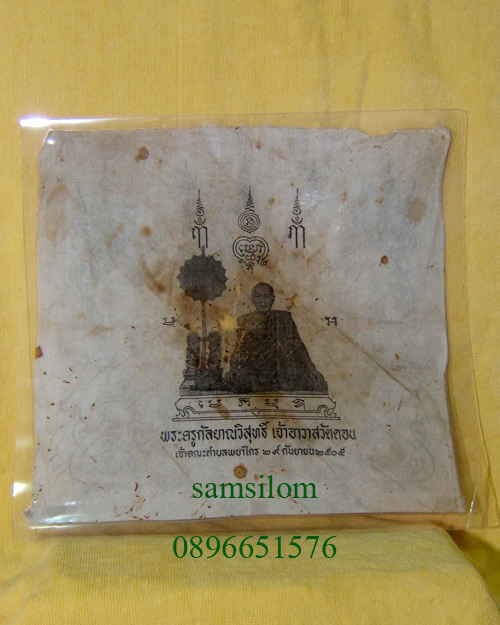 พระครูกัลยาณวิสุทธิ์ เจ้าอาวาสวัดดอน
เจ้าคณะตำบลพยาไกร ๒๙ กันยายน ๒๕๐๕
samsilom
0896651576